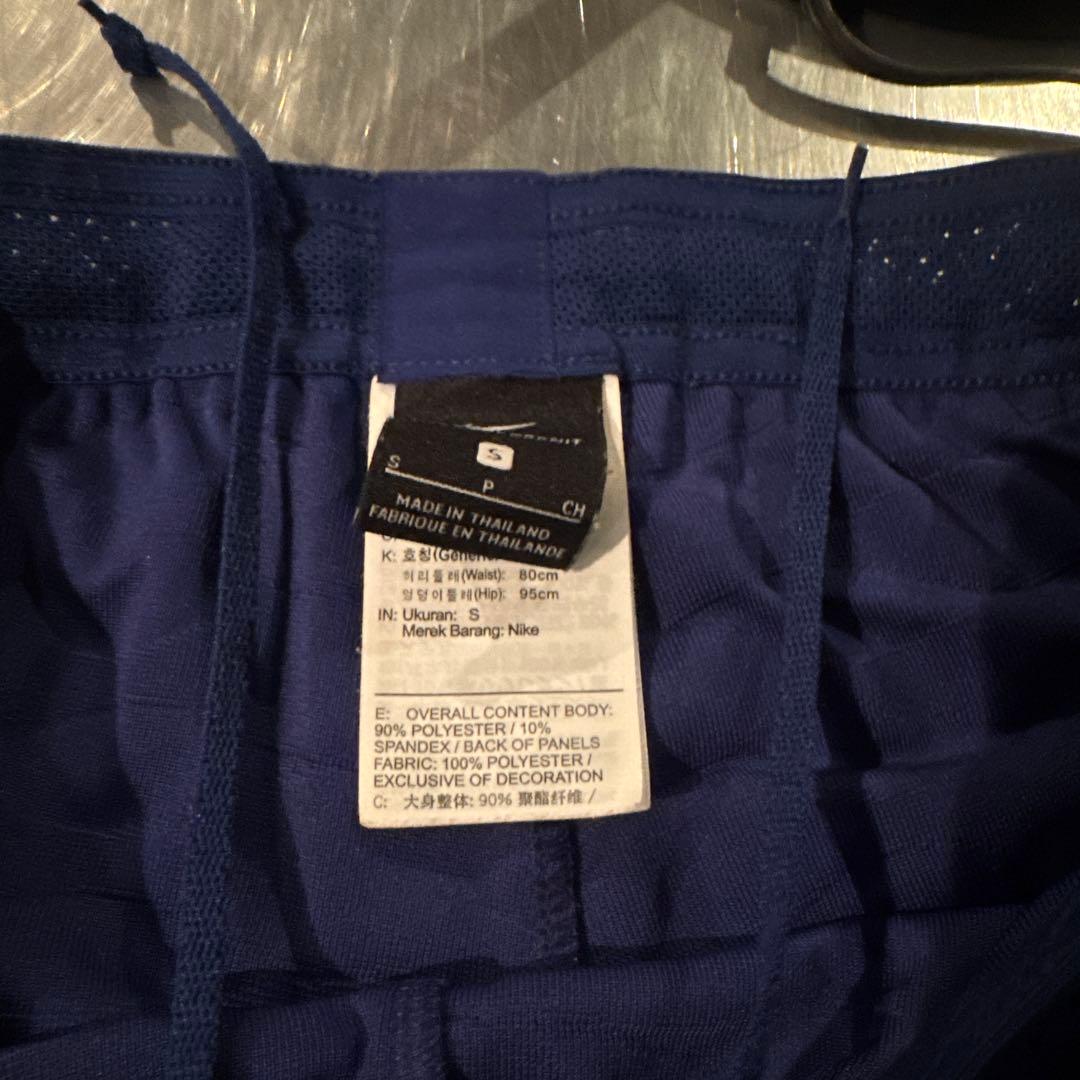 S
S
P
CH
MADE IN THAILAND
FABRIQUE EN THAILANDE
K: 호칭
허리둘레(Waist): 80cm
엉덩이둘레(Hip): 95cm
IN: Ukuran: S
Merek Barang: Nike
E: OVERALL CONTENT BODY:
90% POLYESTER / 10%
SPANDEX / BACK OF PANELS
FABRIC: 100% POLYESTER /
EXCLUSIVE OF DECORATION
C: 大身整体: 90% 聚酯纤维 /